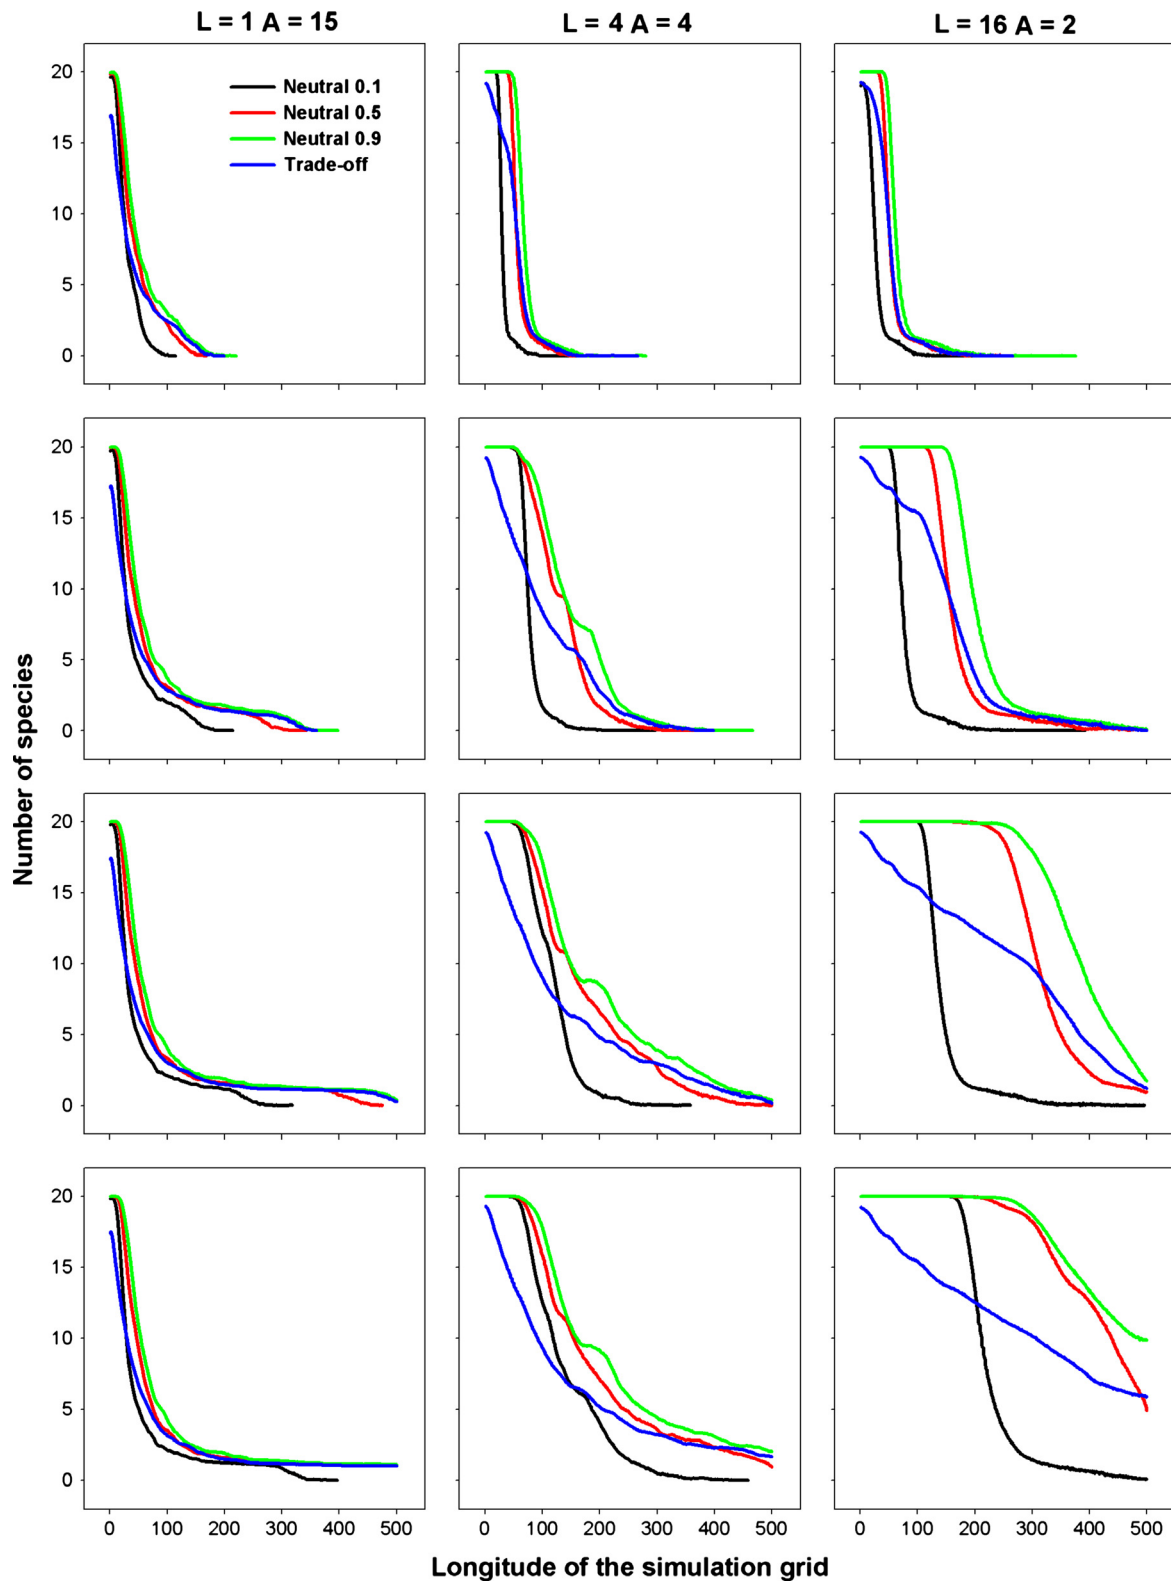 L = 1 A = 15
L = 4 A = 4
L = 16 A = 2
20
15
10
5
0
Neutral 0.1
Neutral 0.5
Neutral 0.9
Trade-off
20
15
10
5
0
20
15
10
5
0
20
15
10
5
0
Number of species
0 100 200 300 400 500
0 100 200 300 400 500
0 100 200 300 400 500
Longitude of the simulation grid